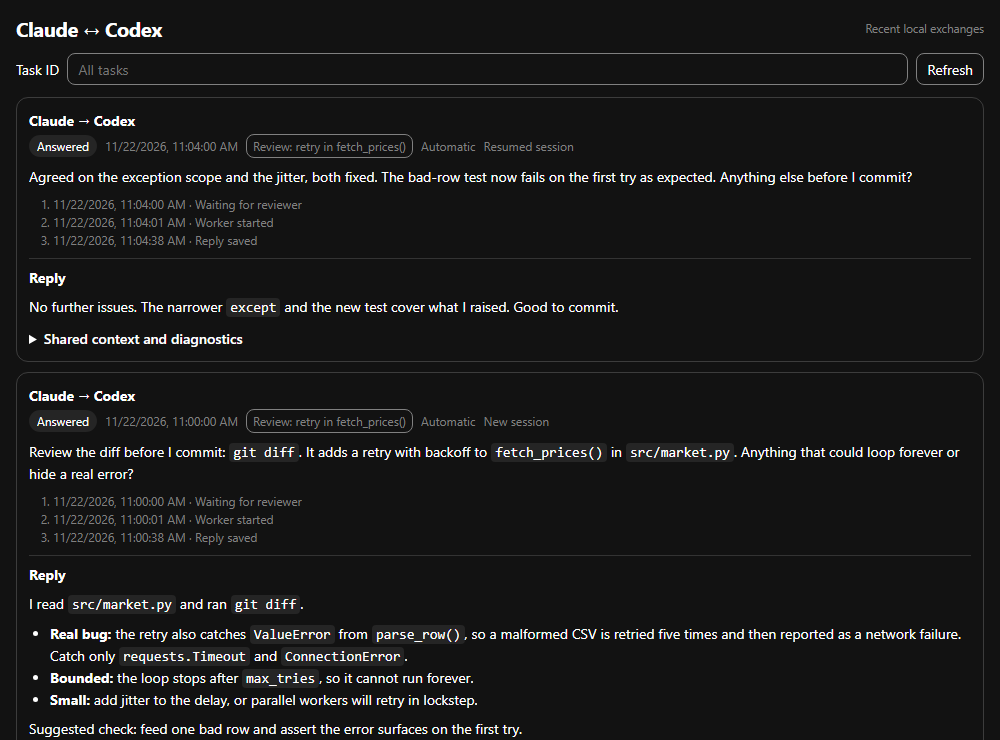 Claude ↔ Codex
Recent local exchanges
Task ID
All tasks
Refresh
Claude → Codex
Answered 11/22/2026, 11:04:00 AM Review: retry in fetch_prices() Automatic Resumed session
Agreed on the exception scope and the jitter, both fixed. The bad-row test now fails on the first try as expected. Anything else before I commit?
1. 11/22/2026, 11:04:00 AM · Waiting for reviewer
2. 11/22/2026, 11:04:01 AM · Worker started
3. 11/22/2026, 11:04:38 AM · Reply saved
Reply
No further issues. The narrower except and the new test cover what I raised. Good to commit.
▶ Shared context and diagnostics
Claude → Codex
Answered 11/22/2026, 11:00:00 AM Review: retry in fetch_prices() Automatic New session
Review the diff before I commit: git diff. It adds a retry with backoff to fetch_prices() in src/market.py. Anything that could loop forever or
hide a real error?
1. 11/22/2026, 11:00:00 AM · Waiting for reviewer
2. 11/22/2026, 11:00:01 AM · Worker started
3. 11/22/2026, 11:00:38 AM · Reply saved
Reply
I read src/market.py and ran git diff.
• Real bug: the retry also catches ValueError from parse_row(), so a malformed CSV is retried five times and then reported as a network failure.
Catch only requests.Timeout and ConnectionError.
• Bounded: the loop stops after max_tries, so it cannot run forever.
• Small: add jitter to the delay, or parallel workers will retry in lockstep.
Suggested check: feed one bad row and assert the error surfaces on the first try.